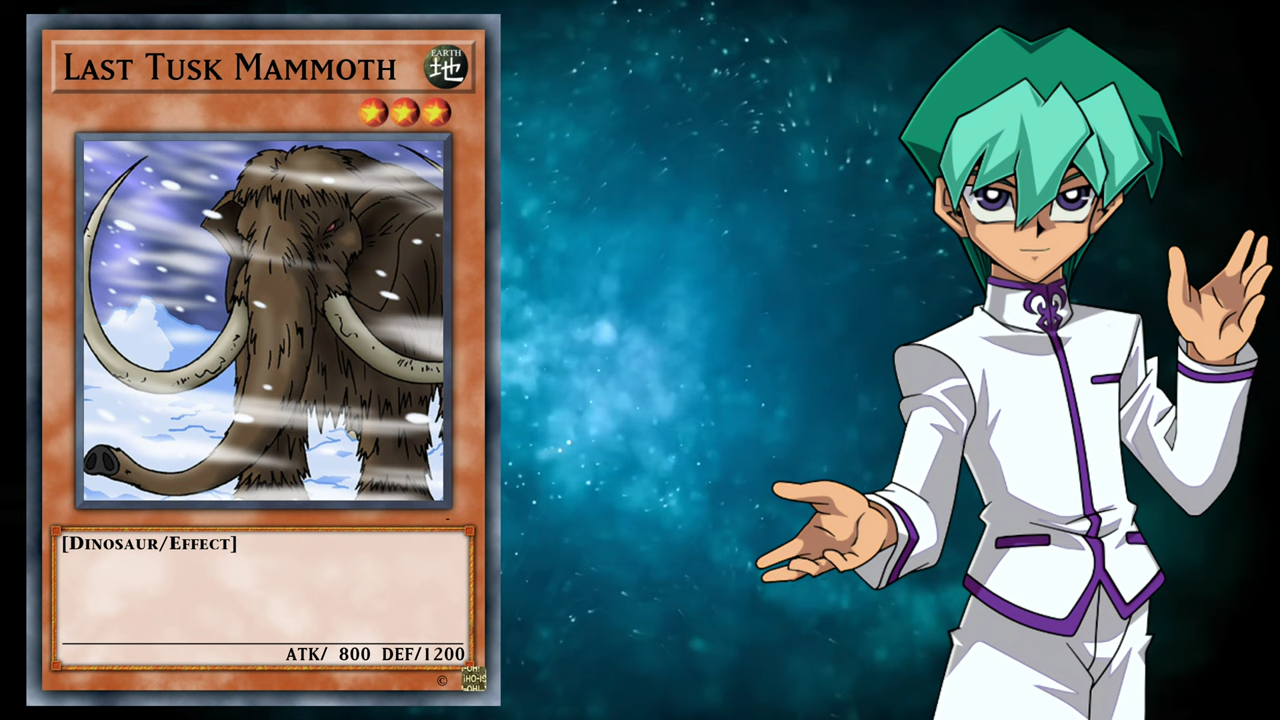 Last Tusk Mammoth
EARTH
地
[Dinosaur/Effect]
ATK/ 800 DEF/1200
©